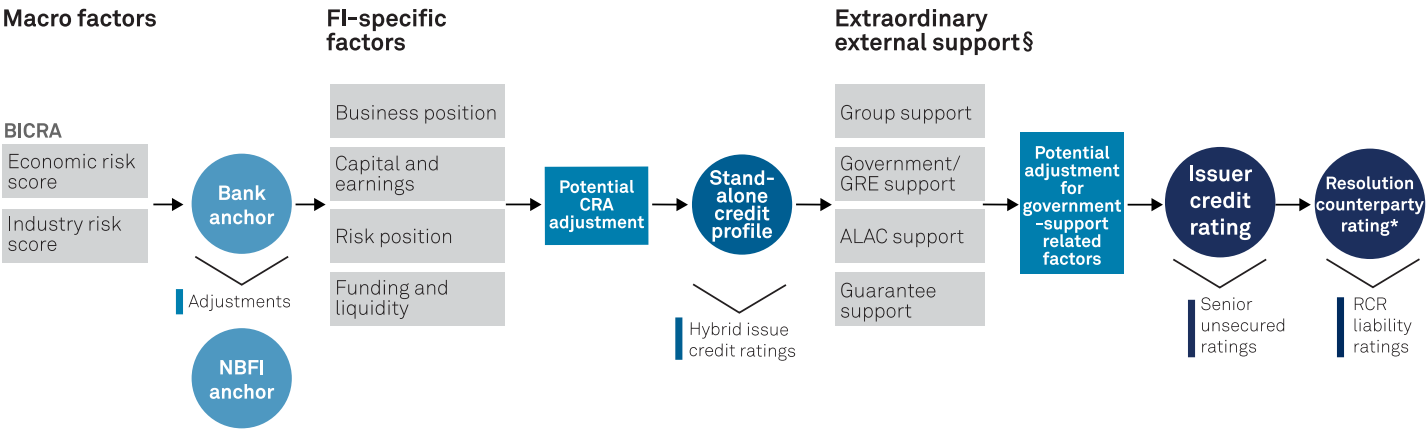 Macro factors
FI-specific
factors
Extraordinary
external support§
BICRA
Economic risk
score
Industry risk
score
Bank
anchor
Adjustments
NBFI
anchor
Business position
Capital and
earnings
Risk position
Funding and
liquidity
Potential
CRA
adjustment
Stand-
alone
credit
profile
Hybrid issue
credit ratings
Group support
Government/
GRE support
ALAC support
Guarantee
support
Potential
adjustment
for
government
-support
related
factors
Issuer
credit
rating
Senior
unsecured
ratings
Resolution
counterparty
rating*
RCR
liability
ratings